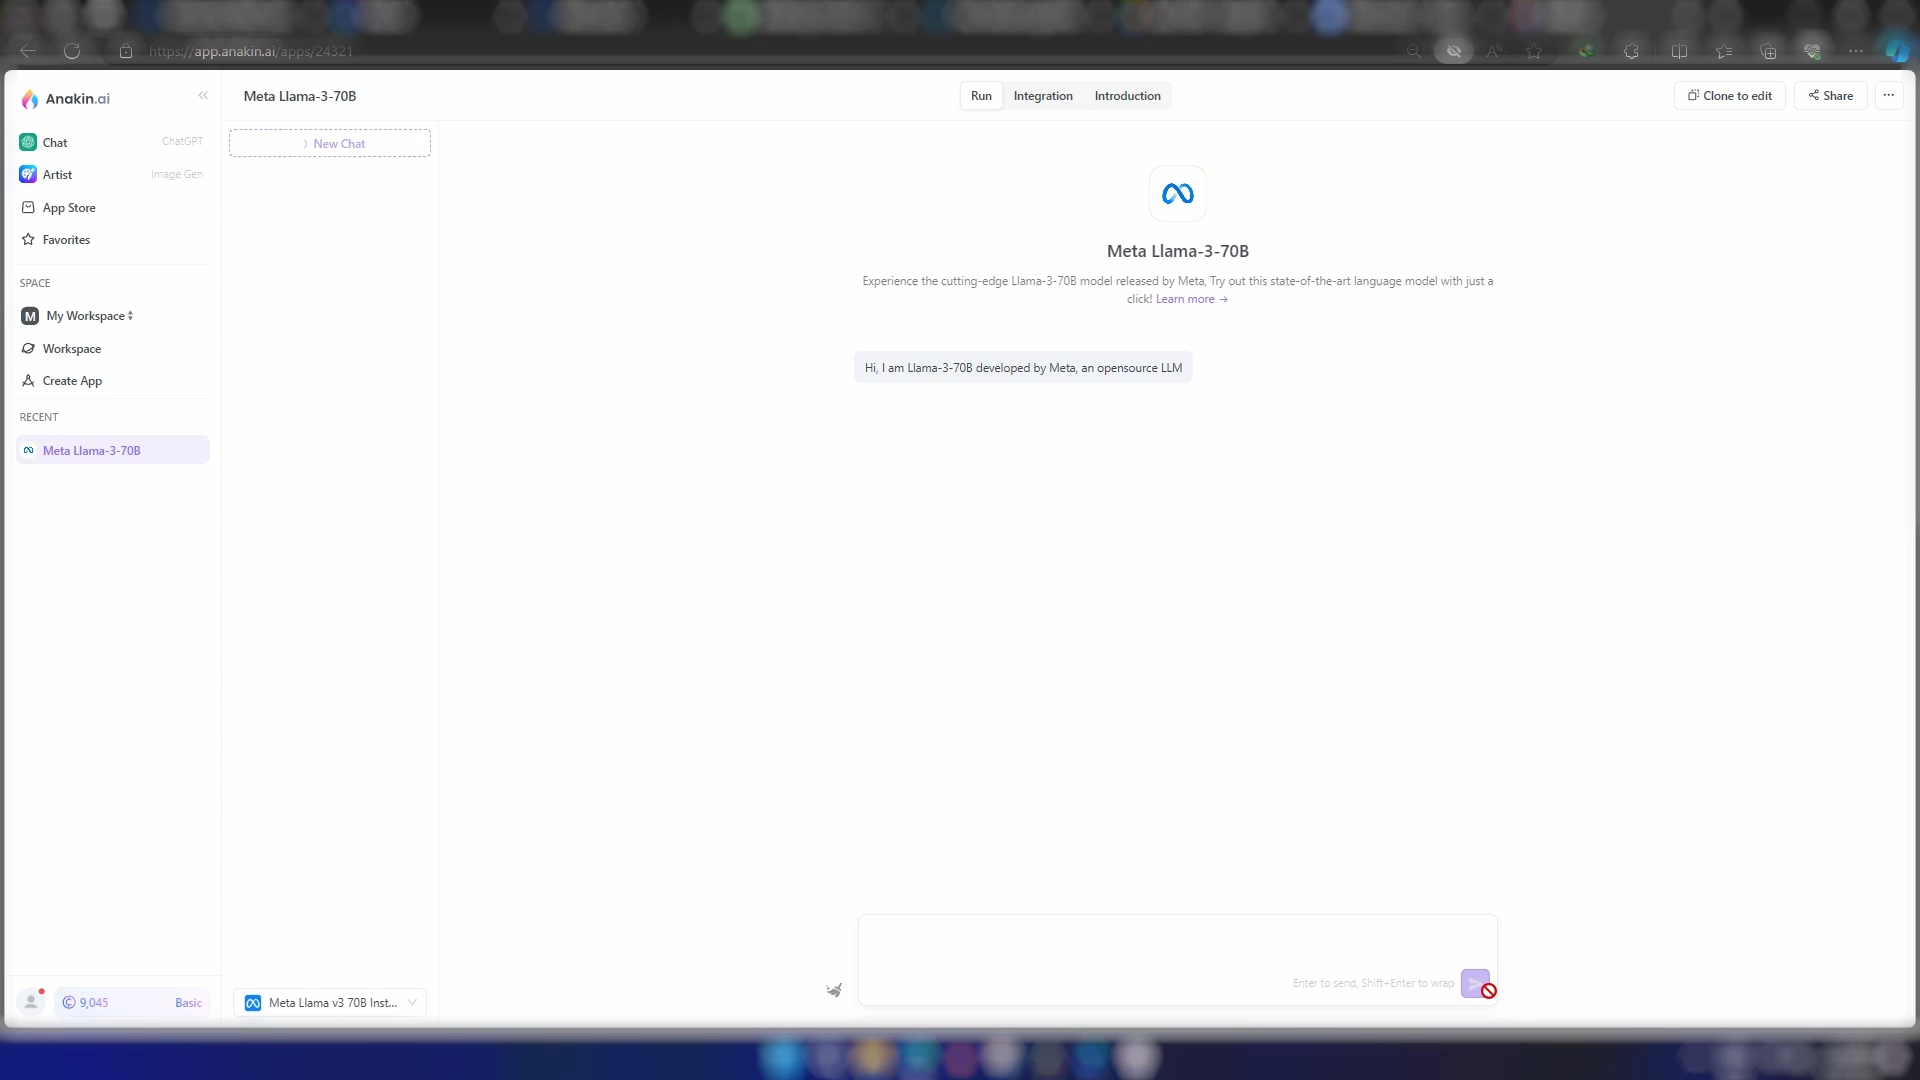 https://app.anakin.ai/apps/24321
Anakin.ai
Meta Llama-3-70B
Run
Integration
Introduction
Clone to edit
Share
Chat
ChatGPT
New Chat
Artist
Image Gen
App Store
Favorites
SPACE
M
My Workspace
Workspace
Create App
RECENT
Meta Llama-3-70B
Meta Llama-3-70B
Experience the cutting-edge Llama-3-70B model released by Meta, Try out this state-of-the-art language model with just a
click! Learn more →
Hi, I am Llama-3-70B developed by Meta, an opensource LLM
Enter to send, Shift+Enter to wrap
9,045
Basic
Meta Llama v3 70B Inst...